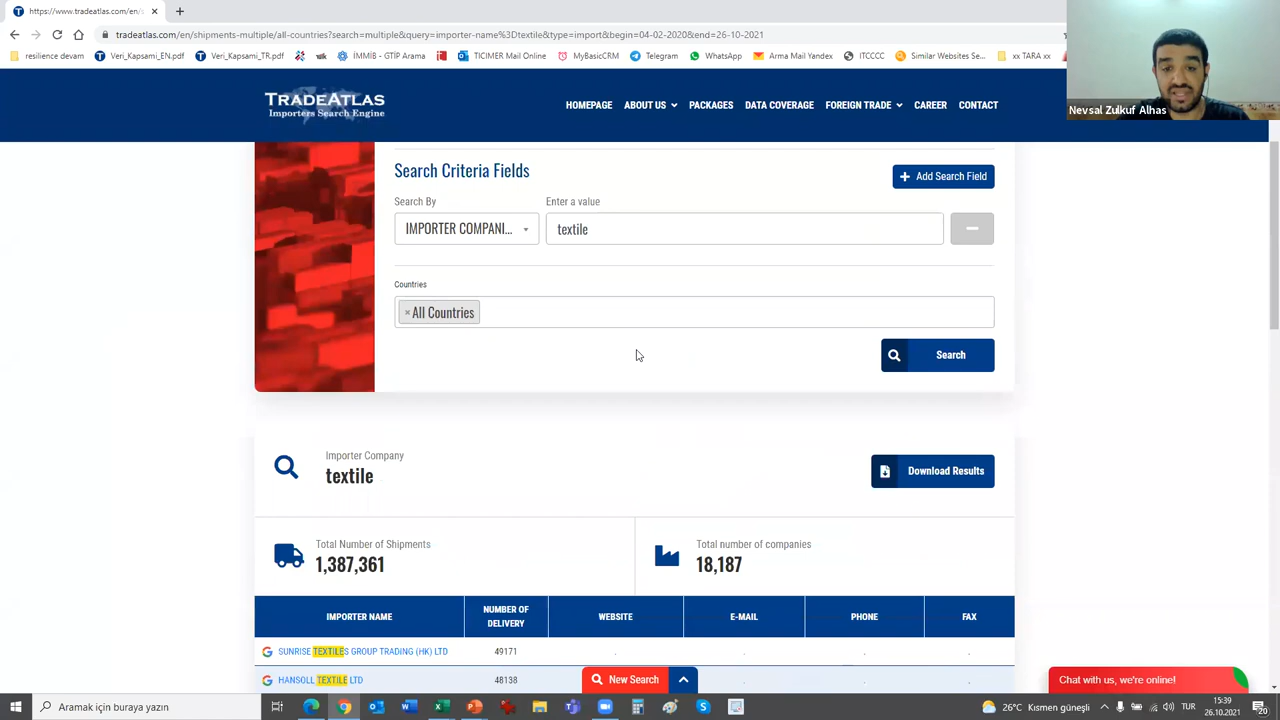 https://www.tradeatlas.com/en/s
tradeatlas.com/en/shipments-multiple/all-countries?search=multiple&query=importer-name%3Dtextile&type=import&begin=04-02-2020&end=26-10-2021
resilience devam
Veri_Kapsami_EN.pdf
Veri_Kapsami_TR.pdf
İMMİB - GTİP Arama
TICIMER Mail Online
MyBasicCRM
Telegram
WhatsApp
Arma Mail Yandex
ITCCCC
Similar Websites Se...
xx TARA xx
Nevsal Zulkuf Alhas
TRADEATLAS
Importers Search Engine
HOMEPAGE
ABOUT US
PACKAGES
DATA COVERAGE
FOREIGN TRADE
CAREER
CONTACT
Search Criteria Fields
Add Search Field
Search By
Enter a value
IMPORTER COMPANI...
textile
Countries
× All Countries
Search
Importer Company
textile
Download Results
Total Number of Shipments
1,387,361
Total number of companies
18,187
IMPORTER NAME
NUMBER OF
DELIVERY
WEBSITE
E-MAIL
PHONE
FAX
SUNRISE TEXTILES GROUP TRADING (HK) LTD
49171
HANSOLL TEXTILE LTD
48138
New Search
Chat with us, we're online!
Aramak için buraya yazın
26°C Kısmen güneşli
TUR
15:39
26.10.2021
20